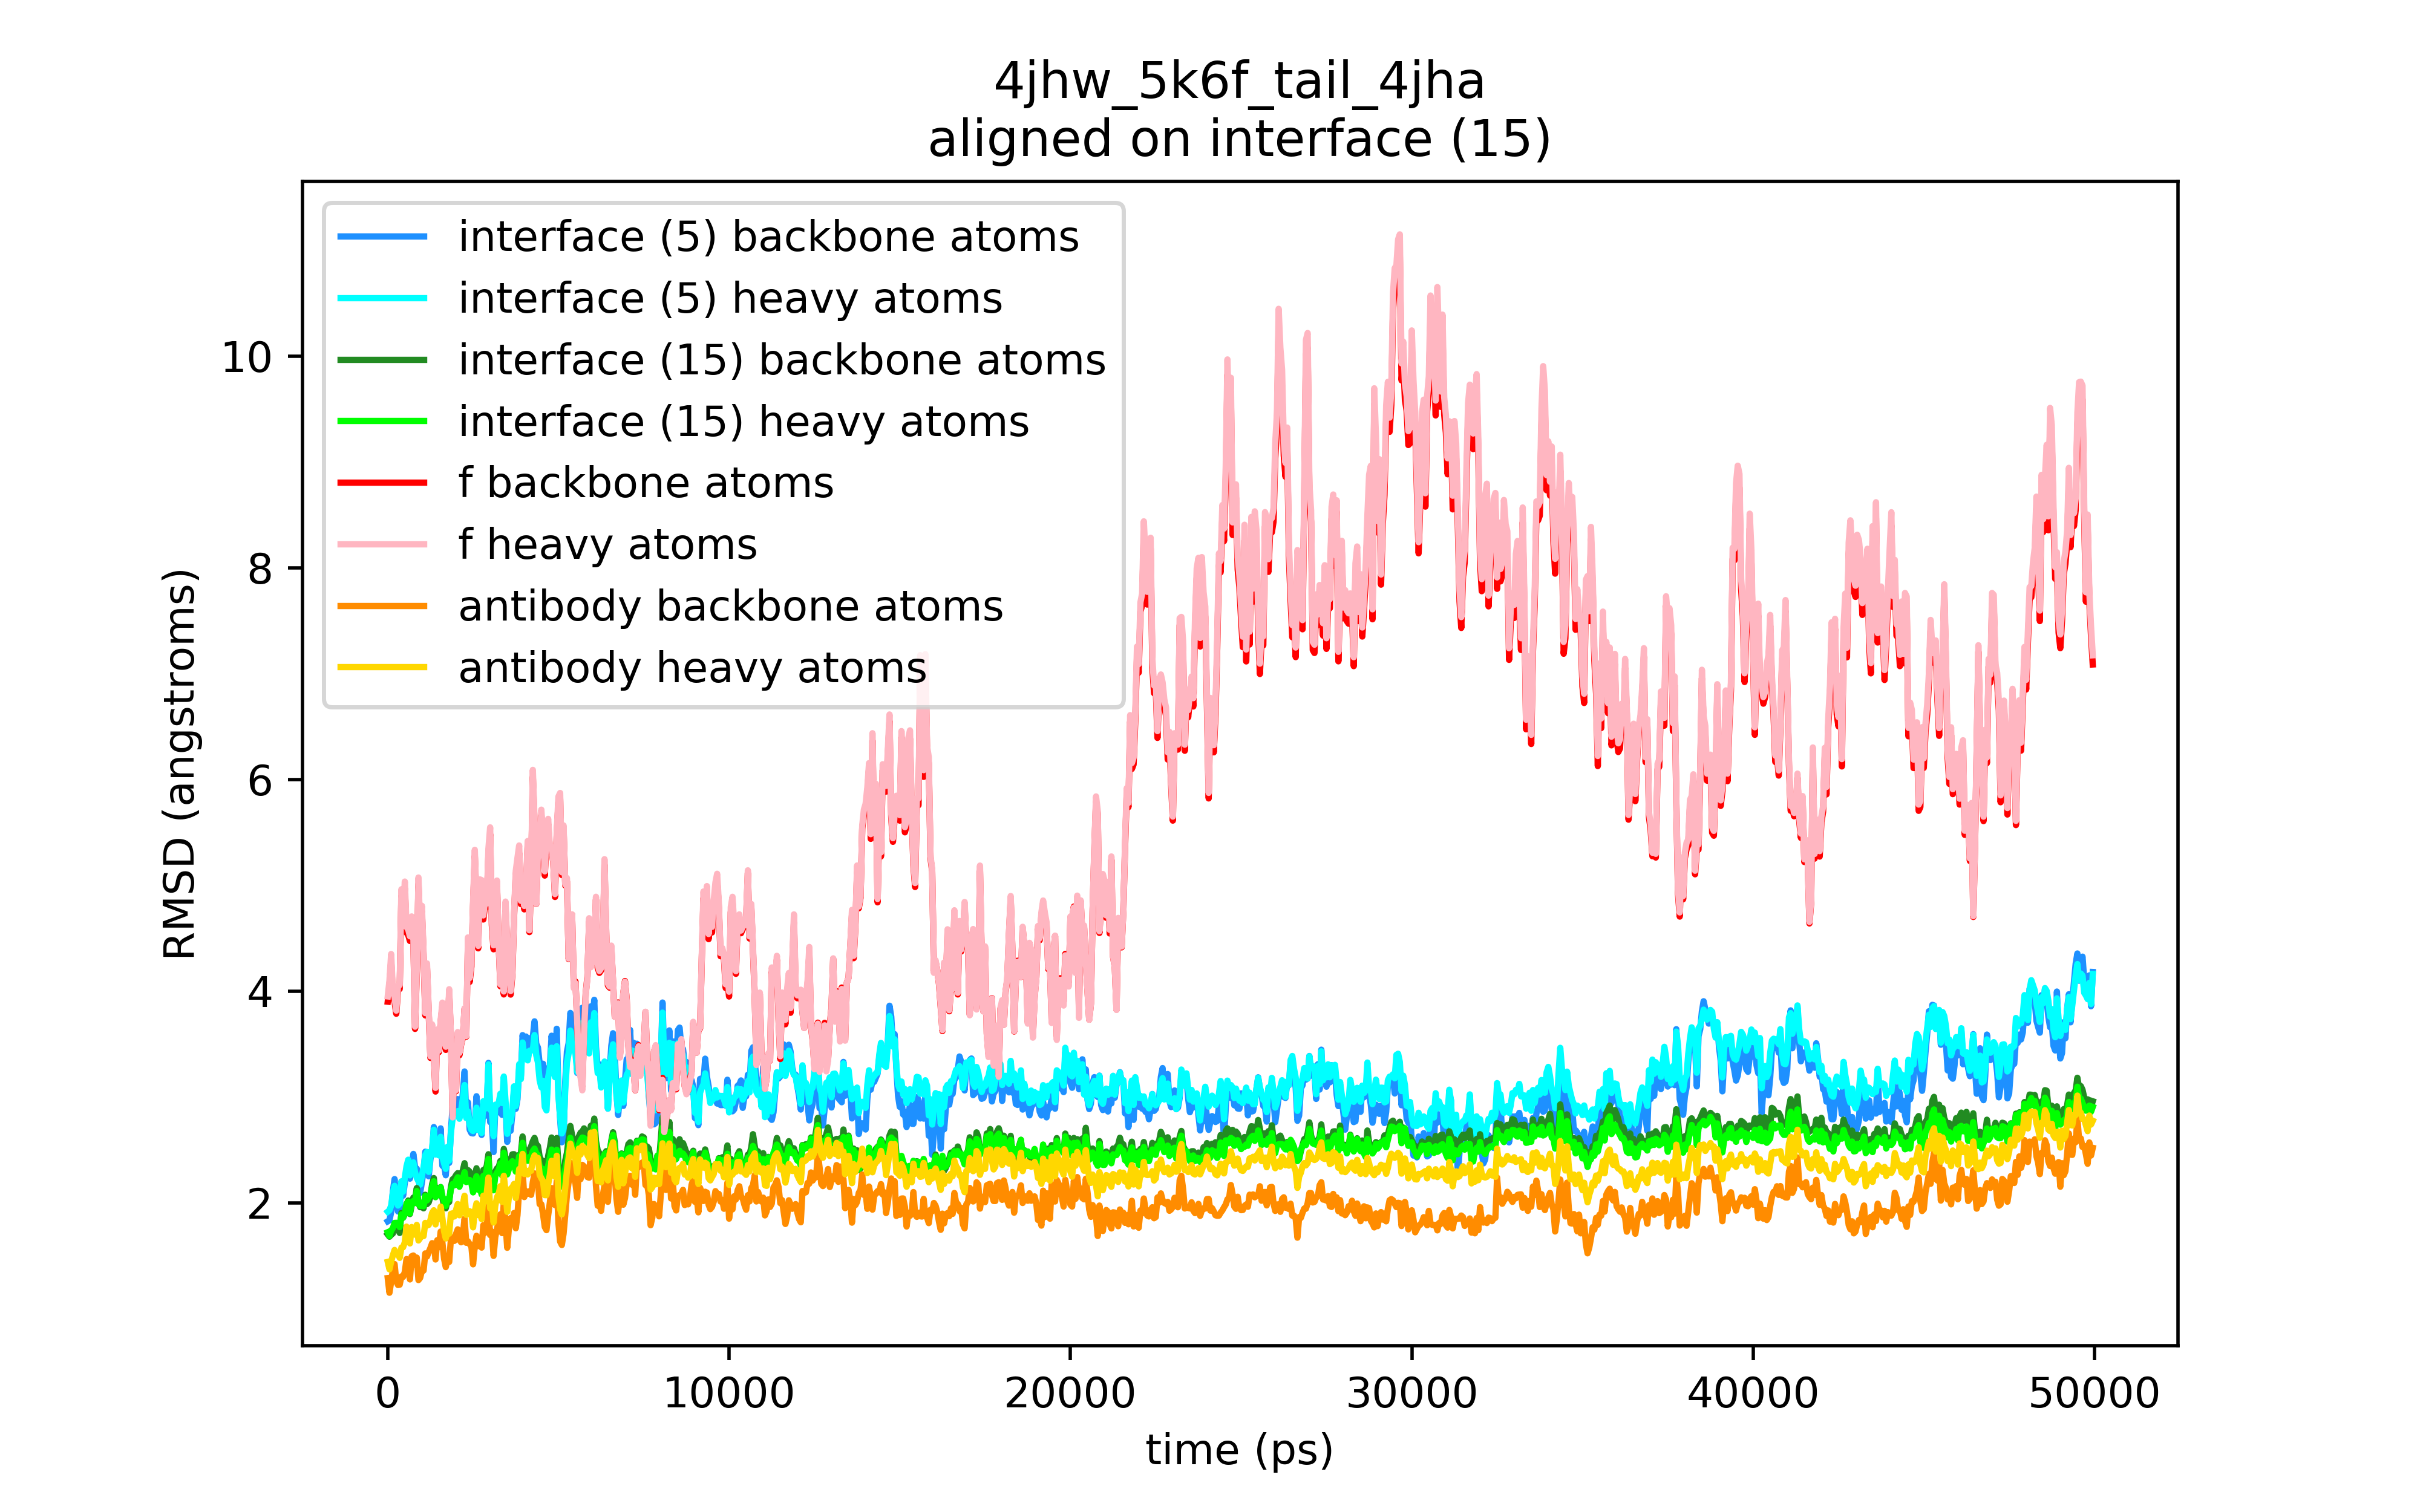 4jhw_5k6f_tail_4jha
aligned on interface (15)
interface (5) backbone atoms
interface (5) heavy atoms
interface (15) backbone atoms
interface (15) heavy atoms
f backbone atoms
f heavy atoms
antibody backbone atoms
antibody heavy atoms
RMSD (angstroms)
10
8
6
4
2
0 10000 20000 30000 40000 50000
time (ps)